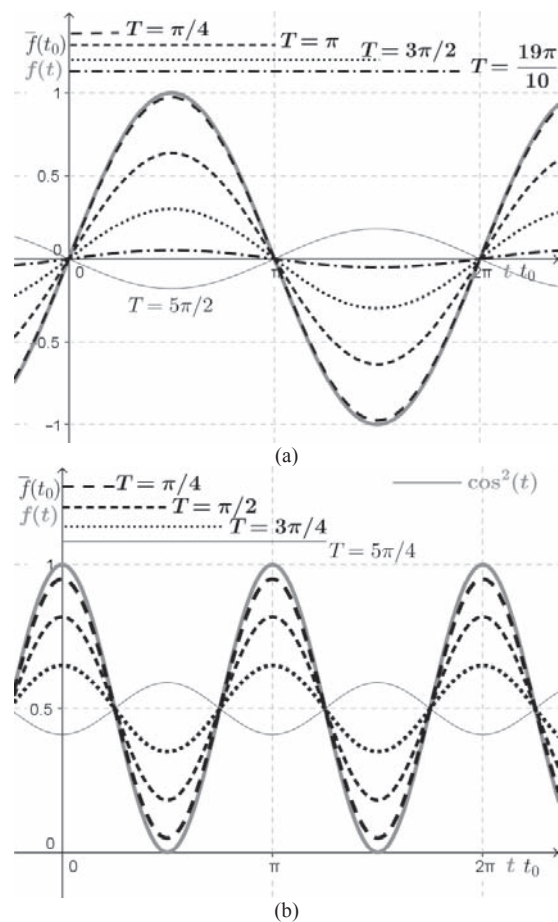 T = π/4
f̅(t₀) T = π
T = 3π/2
f(t) T = 19π/10
1
0.5
0
0 π t 2π t₀
T = 5π/2
-0.5
-1
(a)
f̅(t₀) T = π/4 cos²(t)
f(t) T = π/2
T = 3π/4
T = 5π/4
1
0.5
0
0 π 2π t t₀
(b)